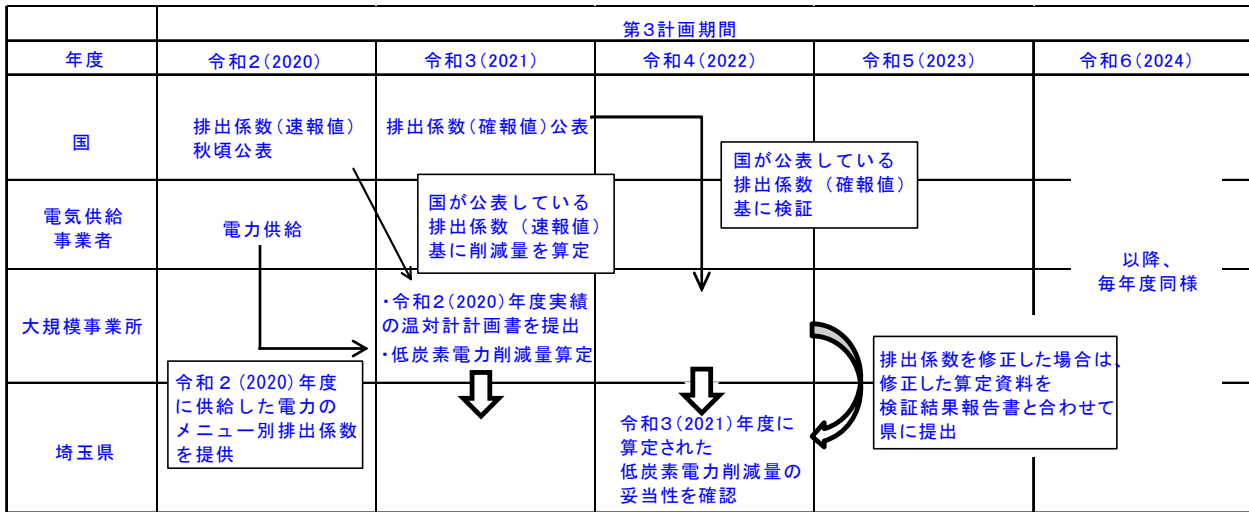 第3計画期間
年度
令和2(2020)
令和3(2021)
令和4(2022)
令和5(2023)
令和6(2024)
国
排出係数(速報値)
秋頃公表
排出係数(確報値)公表
国が公表している
排出係数(確報値)
基に検証
電気供給
事業者
電力供給
国が公表している
排出係数(速報値)
基に削減量を算定
以降、
毎年度同様
大規模事業所
・令和2(2020)年度実績
の温対計計画書を提出
・低炭素電力削減量算定
令和2(2020)年度
に供給した電力の
メニュー別排出係数
を提供
排出係数を修正した場合は、
修正した算定資料を
検証結果報告書と合わせて
県に提出
埼玉県
令和3(2021)年度に
算定された
低炭素電力削減量の
妥当性を確認